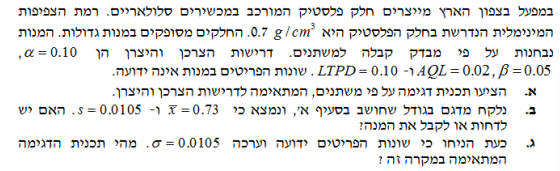 במפעל בצפון הארץ מייצרים חלק פלסטיק המורכב במכשירים סלולאריים. רמת הצפיפות
המינימלית הנדרשת בחלק הפלסטיק היא 0.7 g/cm³. החלקים מסופקים במנות גדולות. המנות
נבחנות על פי מבדק קבלה למשתנים. דרישות הצרכן והיצרן הן α = 0.10,
AQL = 0.02, β = 0.05 ו- LTPD = 0.10. שונות הפריטים במנות אינה ידועה.
א. הציעו תכנית דגימה על פי משתנים, המתאימה לדרישות הצרכן והיצרן.
ב. נלקח מדגם בגודל שחושב בסעיף א', ונמצא כי x̅ = 0.73 ו- s = 0.0105. האם יש
לדחות או לקבל את המנה?
ג. כעת הניחו כי שונות הפריטים ידועה וערכה σ = 0.0105. מהי תכנית הדגימה
המתאימה במקרה זה ?